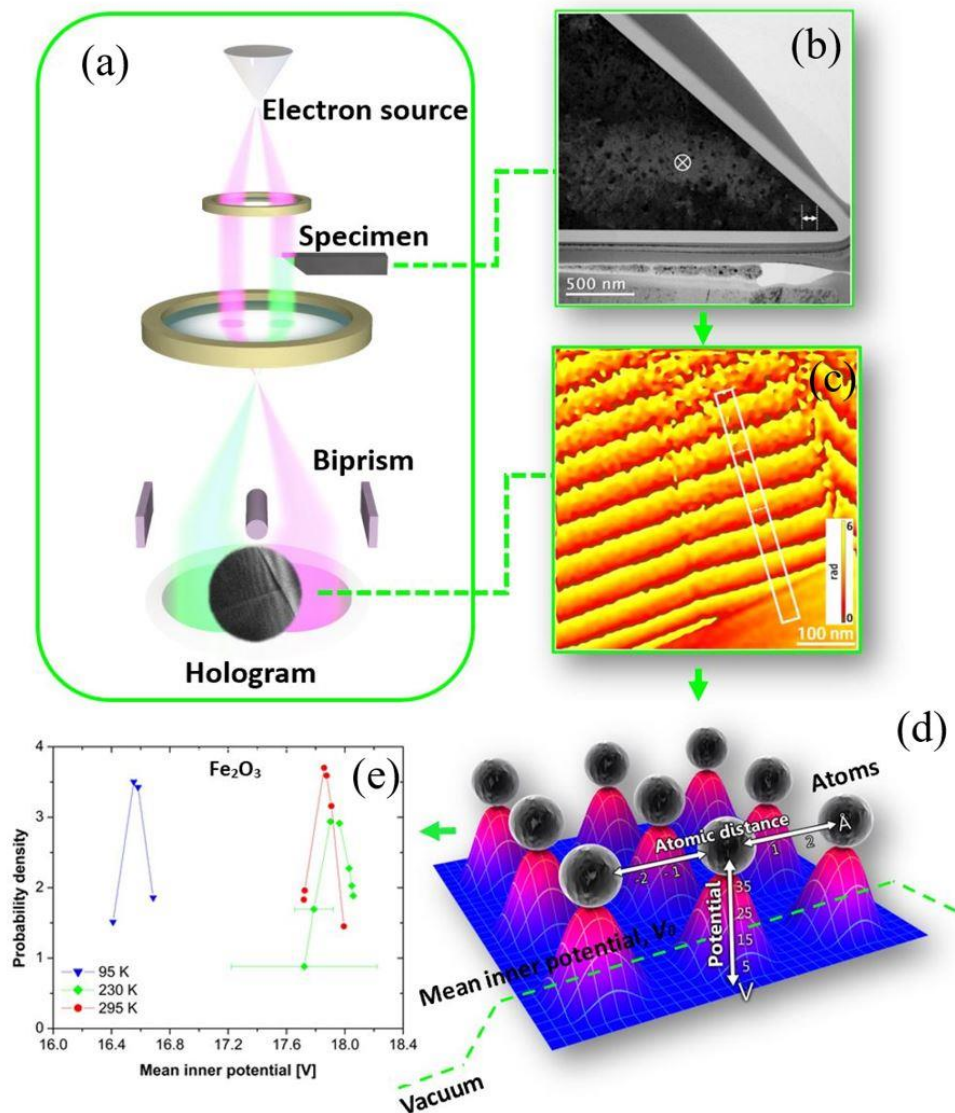 (a)
Electron source
Specimen
Biprism
Hologram
(b)
500 nm
(c)
6
rad
0
100 nm
(d)
Atoms
Å
Atomic distance
-2 -1
1 2
35
25
15
5
Potential
V
Mean inner potential, V₀
Vacuum
(e)
Fe₂O₃
Probability density
4
3
2
1
0
95 K
230 K
295 K
16.0 16.4 16.8 17.2 17.6 18.0 18.4
Mean inner potential [V]